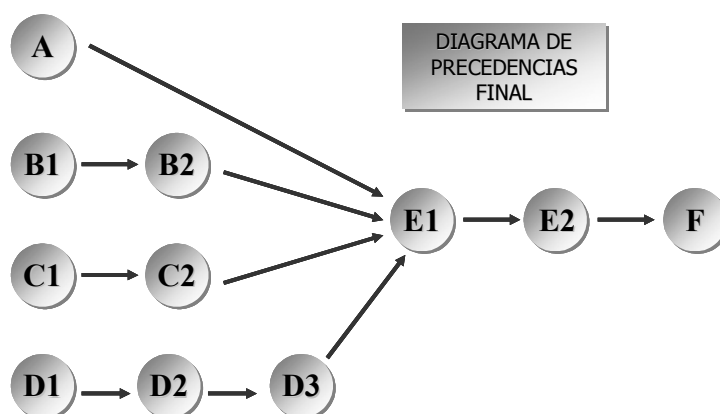 A
DIAGRAMA DE
PRECEDENCIAS
FINAL
B1
B2
E1
E2
F
C1
C2
D1
D2
D3